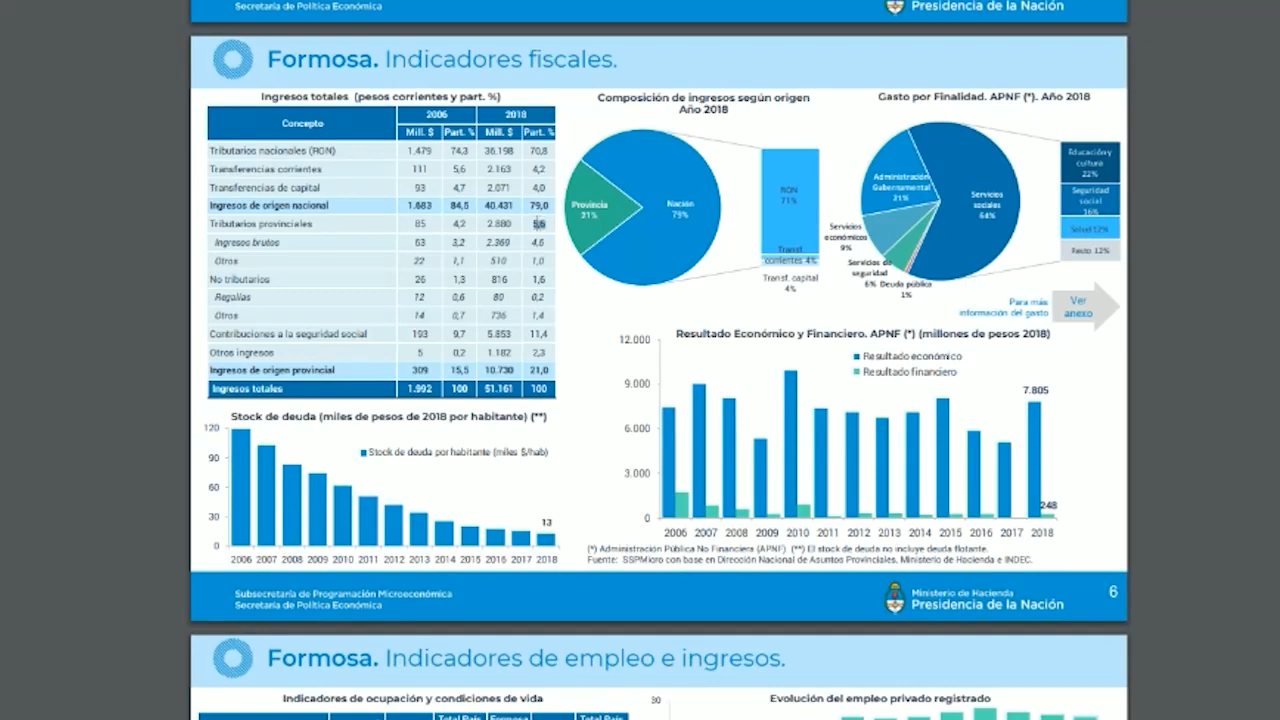 Secretaría de Política Económica
Presidencia de la Nación
Formosa. Indicadores fiscales.
Ingresos totales (pesos corrientes y part. %)
Concepto 2006 2018
Mill. $ Part. % Mill. $ Part. %
Tributarios nacionales (RON) 1.479 74,3 36.198 70,8
Transferencias corrientes 111 5,6 2.163 4,2
Transferencias de capital 93 4,7 2.071 4,0
Ingresos de origen nacional 1.683 84,5 40.431 79,0
Tributarios provinciales 85 4,2 2.880 5,6
Ingresos brutos 63 3,2 2.369 4,6
Otros 22 1,1 510 1,0
No tributarios 26 1,3 816 1,6
Regalías 12 0,6 80 0,2
Otros 14 0,7 736 1,4
Contribuciones a la seguridad social 193 9,7 5.853 11,4
Otros ingresos 5 0,2 1.182 2,3
Ingresos de origen provincial 309 15,5 10.730 21,0
Ingresos totales 1.992 100 51.161 100
Composición de ingresos según origen
Año 2018
Provincia
21%
Nación
79%
RON
71%
Transf.
corrientes 4%
Transf. capital
4%
Gasto por Finalidad. APNF (*). Año 2018
Administración
Gubernamental
21%
Servicios
sociales
64%
Servicios
económicos
9%
Servicios de
seguridad
6%
Deuda pública
1%
Educación y
cultura
22%
Seguridad
social
16%
Salud 12%
Resto 12%
Para más
información del gasto
Ver
anexo
Stock de deuda (miles de pesos de 2018 por habitante) (**)
Stock de deuda por habitante (miles $/hab)
120
90
60
30
0
13
2006 2007 2008 2009 2010 2011 2012 2013 2014 2015 2016 2017 2018
Resultado Económico y Financiero. APNF (*) (millones de pesos 2018)
Resultado económico
Resultado financiero
12.000
9.000
6.000
3.000
0
7.805
248
2006 2007 2008 2009 2010 2011 2012 2013 2014 2015 2016 2017 2018
(*) Administración Pública No Financiera (APNF). (**) El stock de deuda no incluye deuda flotante.
Fuente: SSPMicro con base en Dirección Nacional de Asuntos Provinciales, Ministerio de Hacienda e INDEC.
Subsecretaría de Programación Microeconómica
Secretaría de Política Económica
Ministerio de Hacienda
Presidencia de la Nación
6
Formosa. Indicadores de empleo e ingresos.
Indicadores de ocupación y condiciones de vida
Total País Formosa Total País
30
Evolución del empleo privado registrado